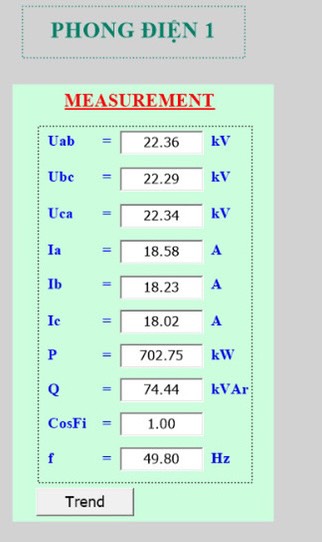 PHONG ĐIỆN 1
MEASUREMENT
Uab = 22.36 kV
Ubc = 22.29 kV
Uca = 22.34 kV
Ia = 18.58 A
Ib = 18.23 A
Ic = 18.02 A
P = 702.75 kW
Q = 74.44 kVAr
CosFi = 1.00
f = 49.80 Hz
Trend